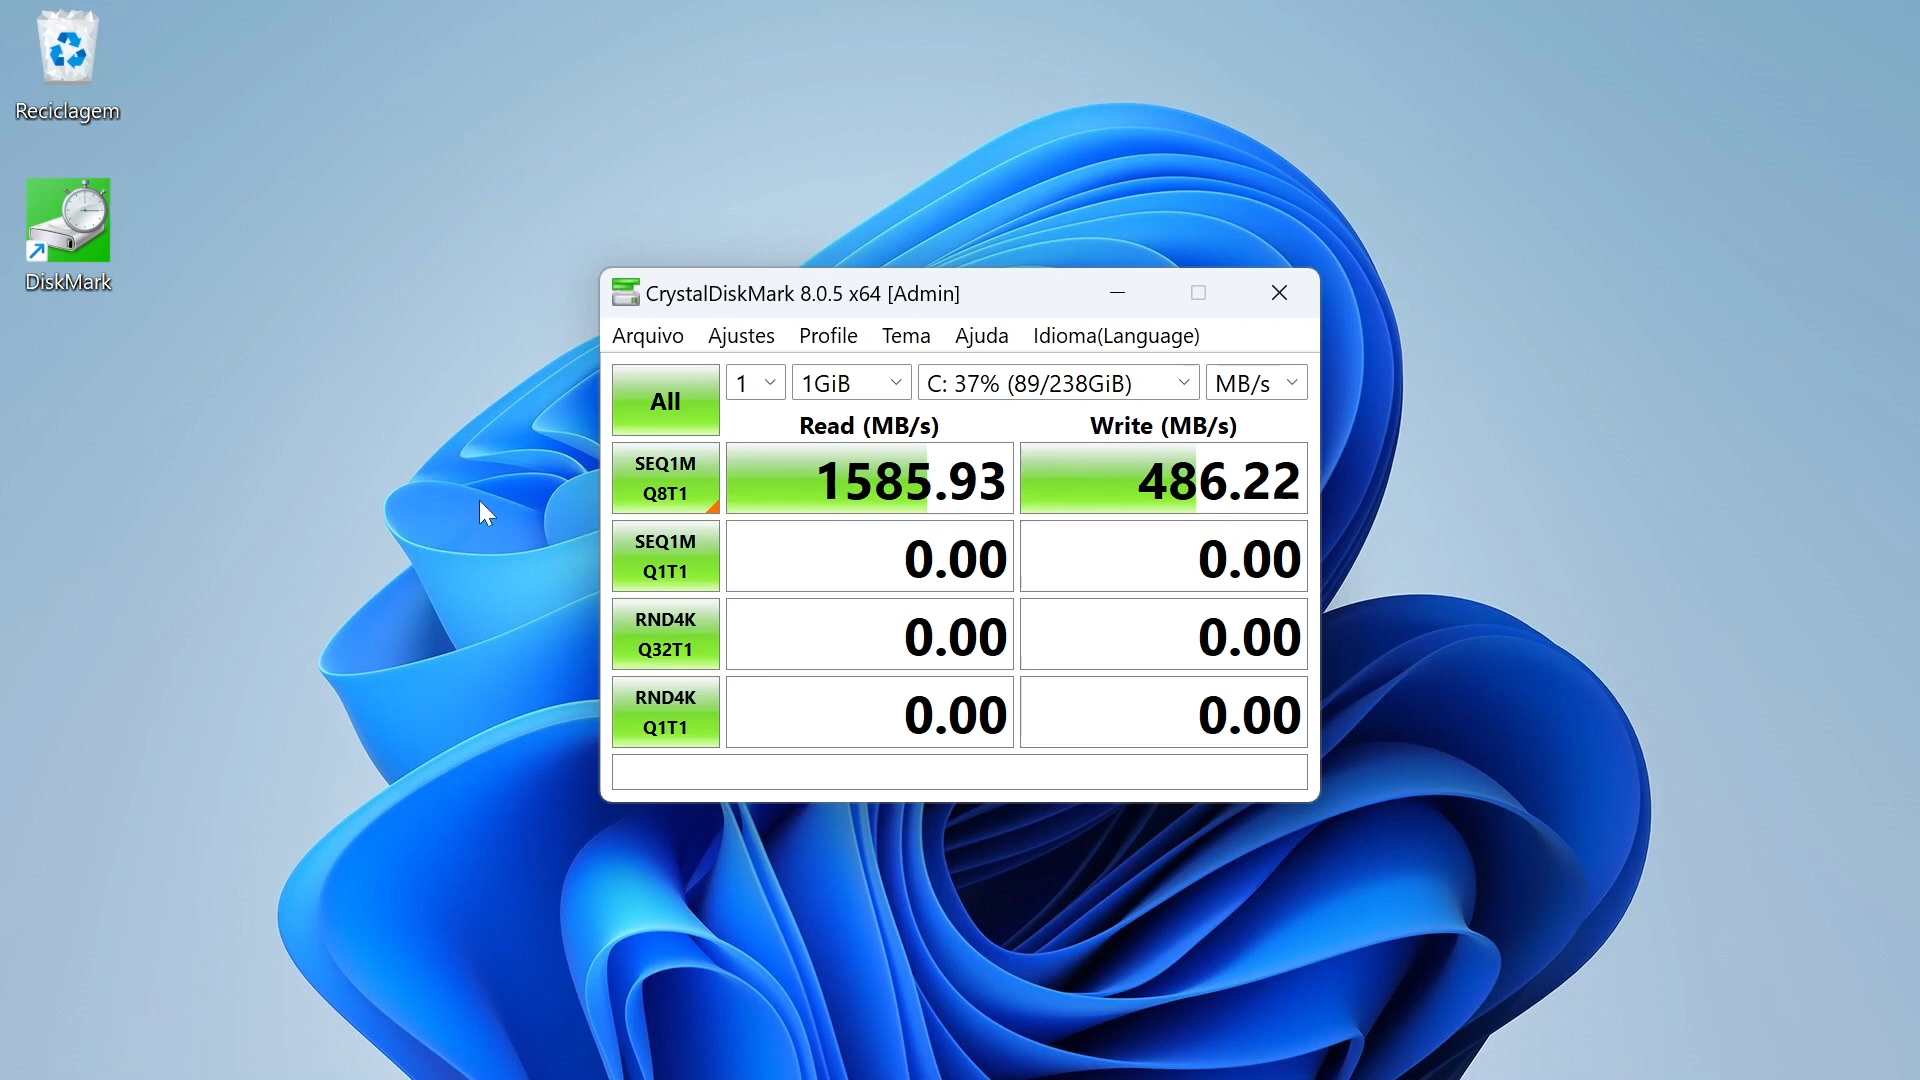 Reciclagem
DiskMark
CrystalDiskMark 8.0.5 x64 [Admin]
Arquivo Ajustes Profile Tema Ajuda Idioma(Language)
All
1 1GiB C: 37% (89/238GiB) MB/s
Read (MB/s) Write (MB/s)
SEQ1M
Q8T1
1585.93 486.22
SEQ1M
Q1T1
0.00 0.00
RND4K
Q32T1
0.00 0.00
RND4K
Q1T1
0.00 0.00